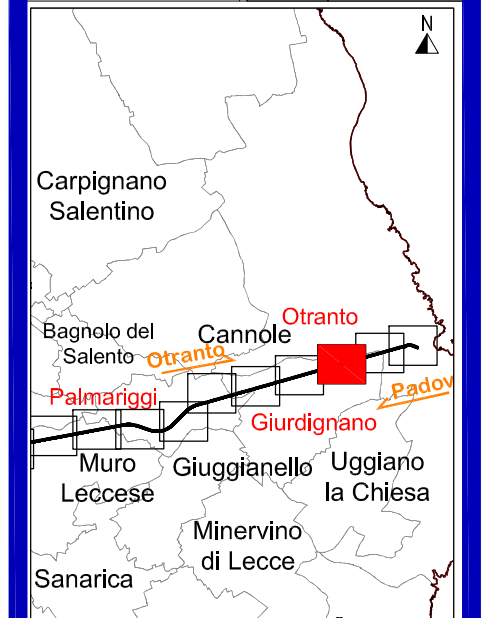 N
Carpignano
Salentino
Otranto
Bagnolo del
Salento
Cannole
Otranto
Padov
Palmariggi
Giurdignano
Muro
Leccese
Giuggianello
Uggiano
la Chiesa
Minervino
di Lecce
Sanarica